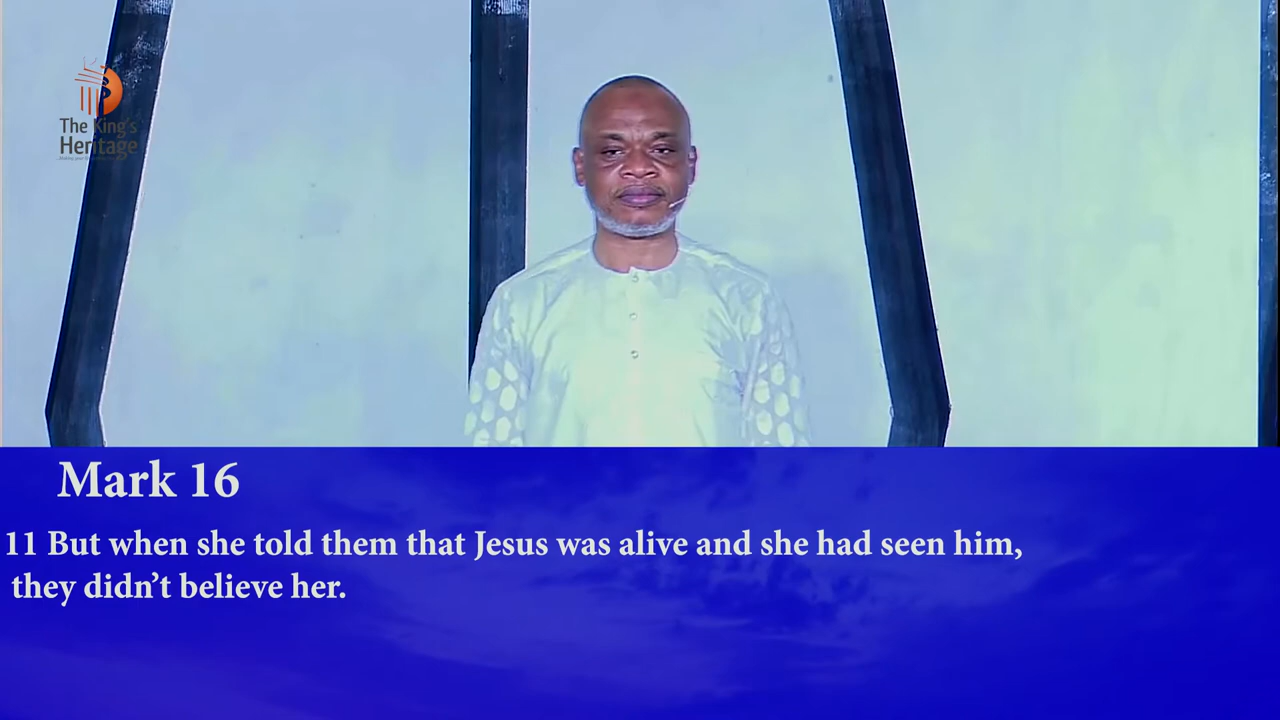 The King's
Heritage
Mark 16
11 But when she told them that Jesus was alive and she had seen him,
they didn’t believe her.